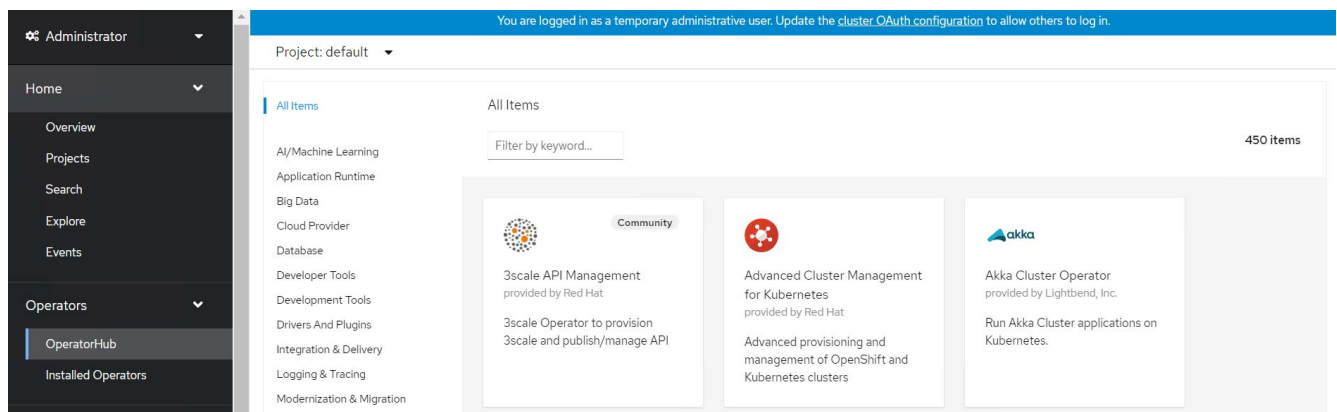 Administrator
Home
Overview
Projects
Search
Explore
Events
Operators
OperatorHub
Installed Operators
You are logged in as a temporary administrative user. Update the cluster OAuth configuration to allow others to log in.
Project: default
All Items
AI/Machine Learning
Application Runtime
Big Data
Cloud Provider
Database
Developer Tools
Development Tools
Drivers And Plugins
Integration & Delivery
Logging & Tracing
Modernization & Migration
All Items
Filter by keyword...
450 items
Community
3scale API Management
provided by Red Hat
3scale Operator to provision
3scale and publish/manage API
Advanced Cluster Management
for Kubernetes
provided by Red Hat
Advanced provisioning and
management of OpenShift and
Kubernetes clusters
akka
Akka Cluster Operator
provided by Lightbend, Inc.
Run Akka Cluster applications on
Kubernetes.